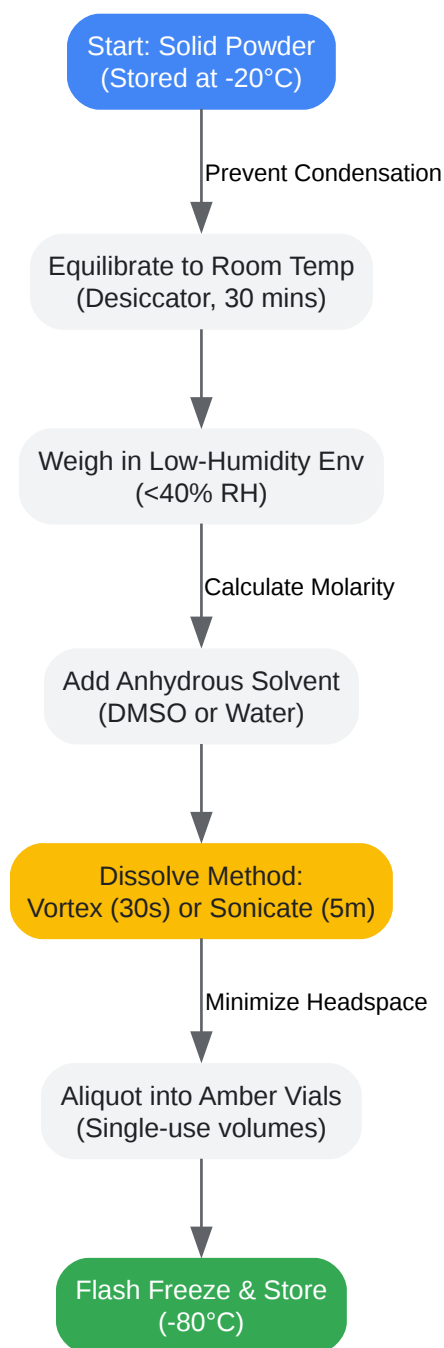 Start: Solid Powder
(Stored at -20°C)
Prevent Condensation
Equilibrate to Room Temp
(Desiccator, 30 mins)
Weigh in Low-Humidity Env
(<40% RH)
Calculate Molarity
Add Anhydrous Solvent
(DMSO or Water)
Dissolve Method:
Vortex (30s) or Sonicate (5m)
Minimize Headspace
Aliquot into Amber Vials
(Single-use volumes)
Flash Freeze & Store
(-80°C)